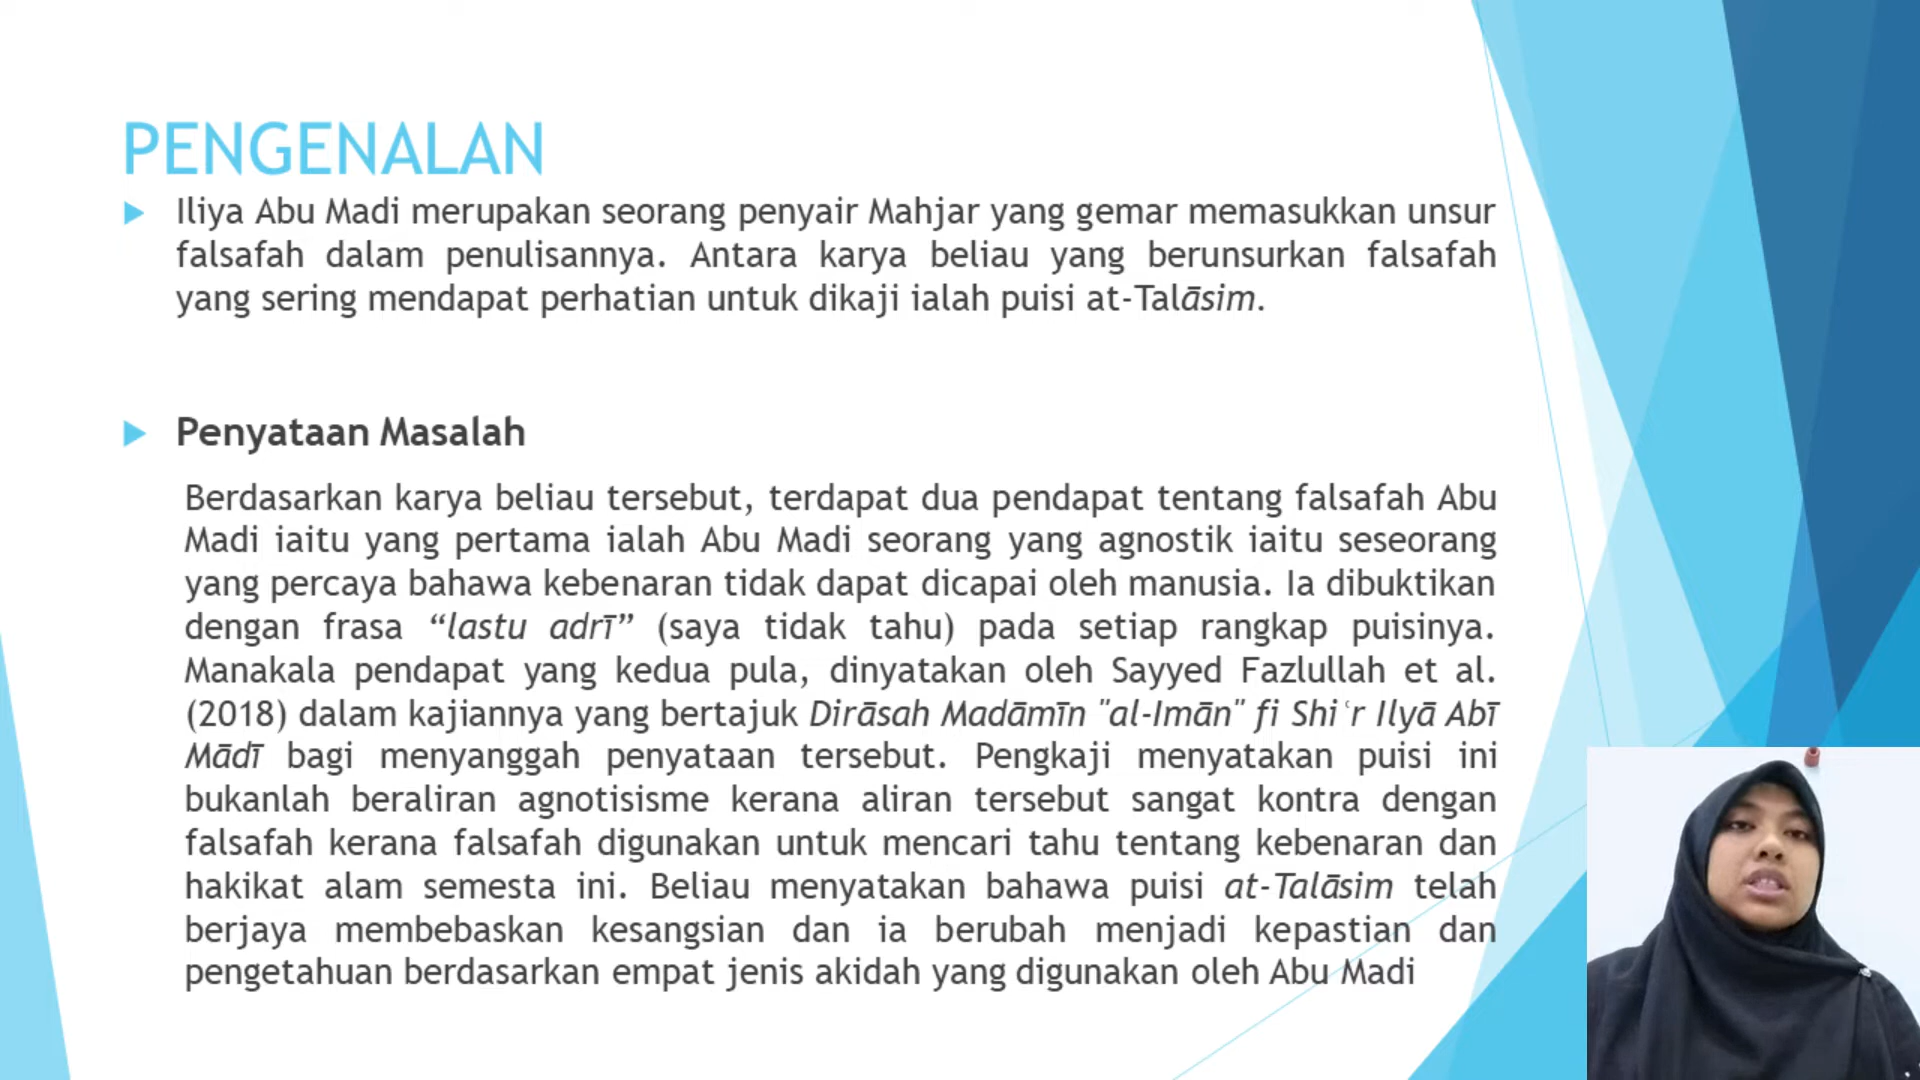 PENGENALAN
Iliya Abu Madi merupakan seorang penyair Mahjar yang gemar memasukkan unsur
falsafah dalam penulisannya. Antara karya beliau yang berunsurkan falsafah
yang sering mendapat perhatian untuk dikaji ialah puisi at-Talāsim.
Penyataan Masalah
Berdasarkan karya beliau tersebut, terdapat dua pendapat tentang falsafah Abu
Madi iaitu yang pertama ialah Abu Madi seorang yang agnostik iaitu seseorang
yang percaya bahawa kebenaran tidak dapat dicapai oleh manusia. Ia dibuktikan
dengan frasa “lastu adrī” (saya tidak tahu) pada setiap rangkap puisinya.
Manakala pendapat yang kedua pula, dinyatakan oleh Sayyed Fazlullah et al.
(2018) dalam kajiannya yang bertajuk Dirāsah Madāmīn "al-Imān" fi Shiʿr Ilyā Abī
Mādī bagi menyanggah penyataan tersebut. Pengkaji menyatakan puisi ini
bukanlah beraliran agnotisisme kerana aliran tersebut sangat kontra dengan
falsafah kerana falsafah digunakan untuk mencari tahu tentang kebenaran dan
hakikat alam semesta ini. Beliau menyatakan bahawa puisi at-Talāsim telah
berjaya membebaskan kesangsian dan ia berubah menjadi kepastian dan
pengetahuan berdasarkan empat jenis akidah yang digunakan oleh Abu Madi